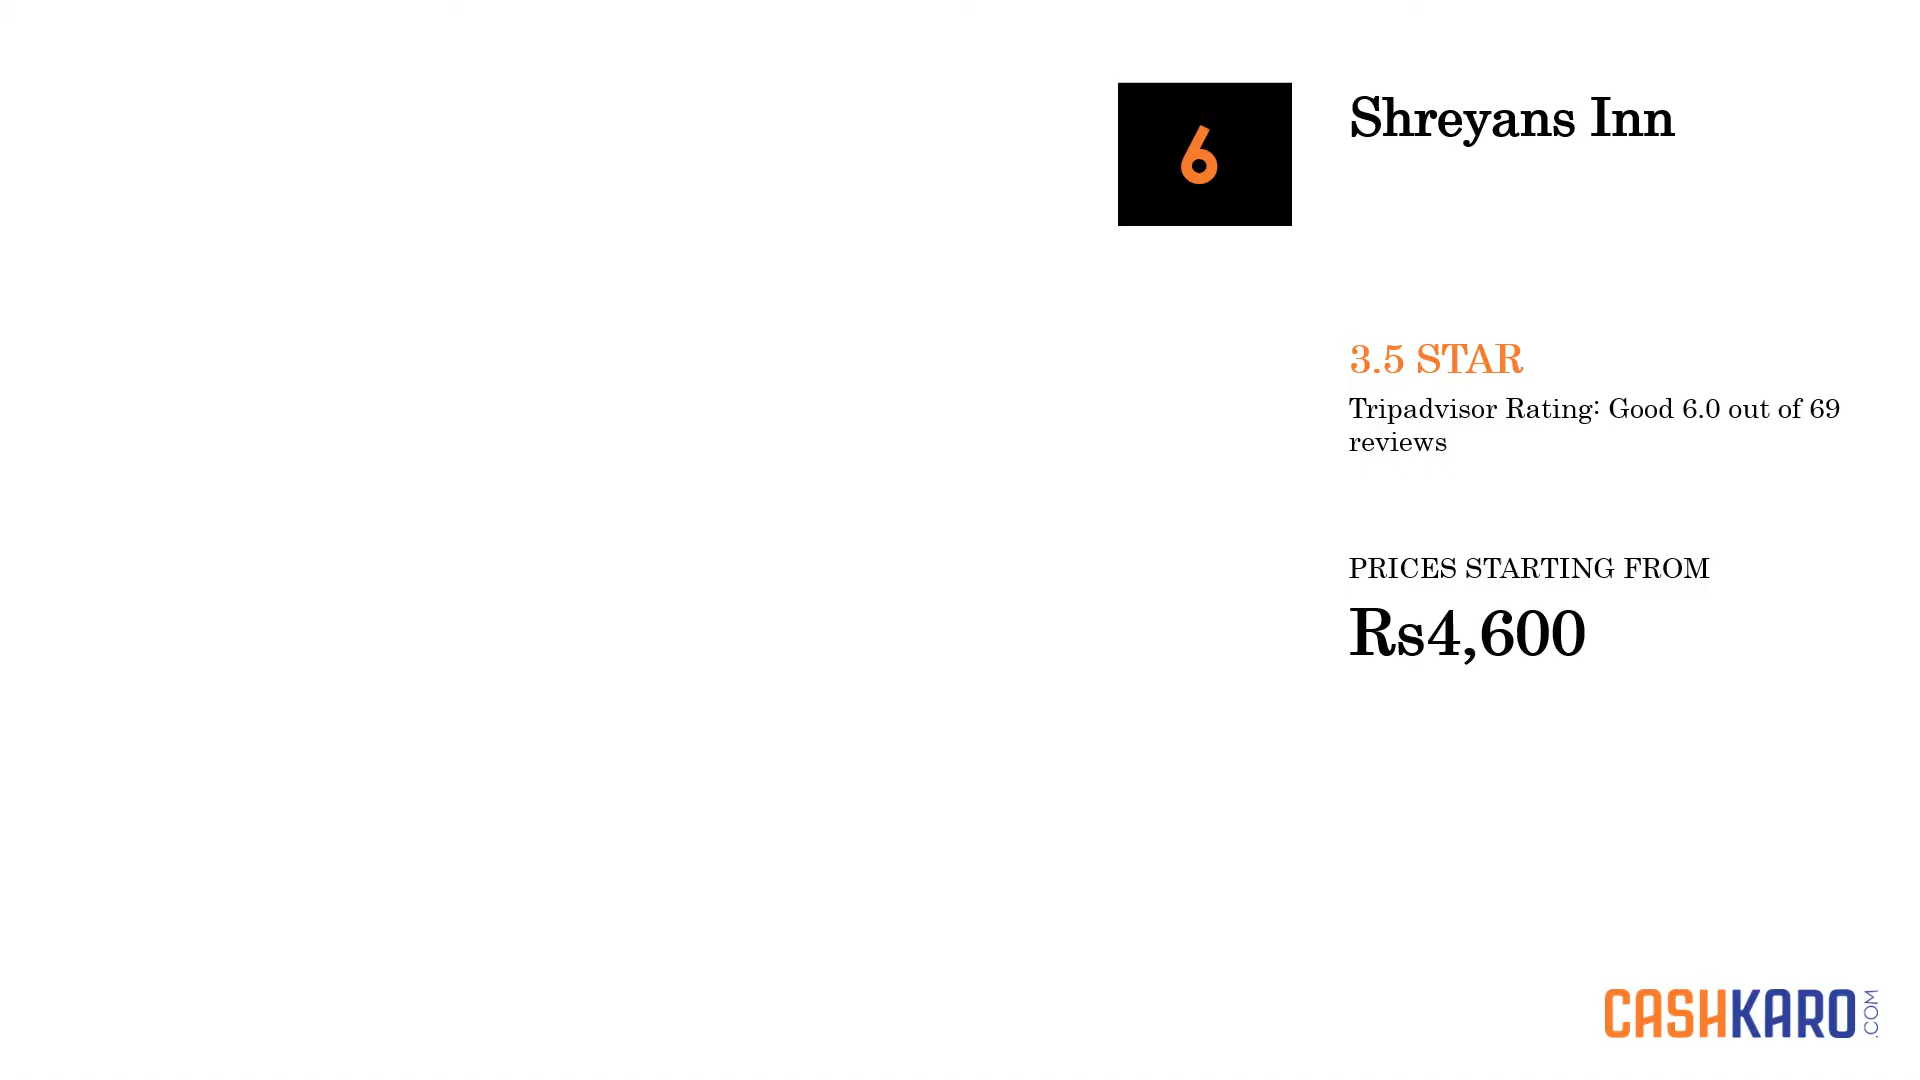 6
Shreyans Inn
3.5 STAR
Tripadvisor Rating: Good 6.0 out of 69
reviews
PRICES STARTING FROM
Rs4,600
CASHKARO.COM